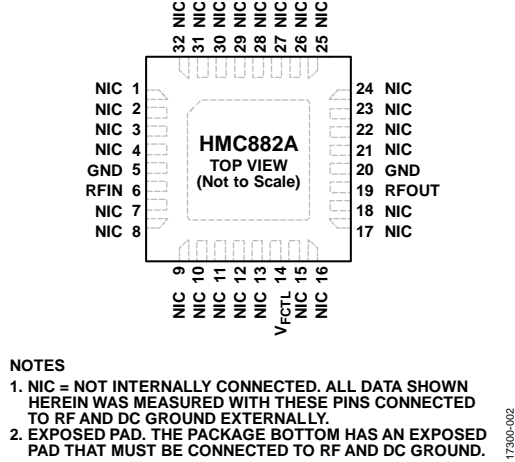 32 NIC
31 NIC
30 NIC
29 NIC
28 NIC
27 NIC
26 NIC
25 NIC
NIC 1
NIC 2
NIC 3
NIC 4
GND 5
RFIN 6
NIC 7
NIC 8
HMC882A
TOP VIEW
(Not to Scale)
24 NIC
23 NIC
22 NIC
21 NIC
20 GND
19 RFOUT
18 NIC
17 NIC
NIC 9
NIC 10
NIC 11
NIC 12
NIC 13
VFCTL 14
NIC 15
NIC 16
NOTES
1. NIC = NOT INTERNALLY CONNECTED. ALL DATA SHOWN
HEREIN WAS MEASURED WITH THESE PINS CONNECTED
TO RF AND DC GROUND EXTERNALLY.
2. EXPOSED PAD. THE PACKAGE BOTTOM HAS AN EXPOSED
PAD THAT MUST BE CONNECTED TO RF AND DC GROUND.
17300-002